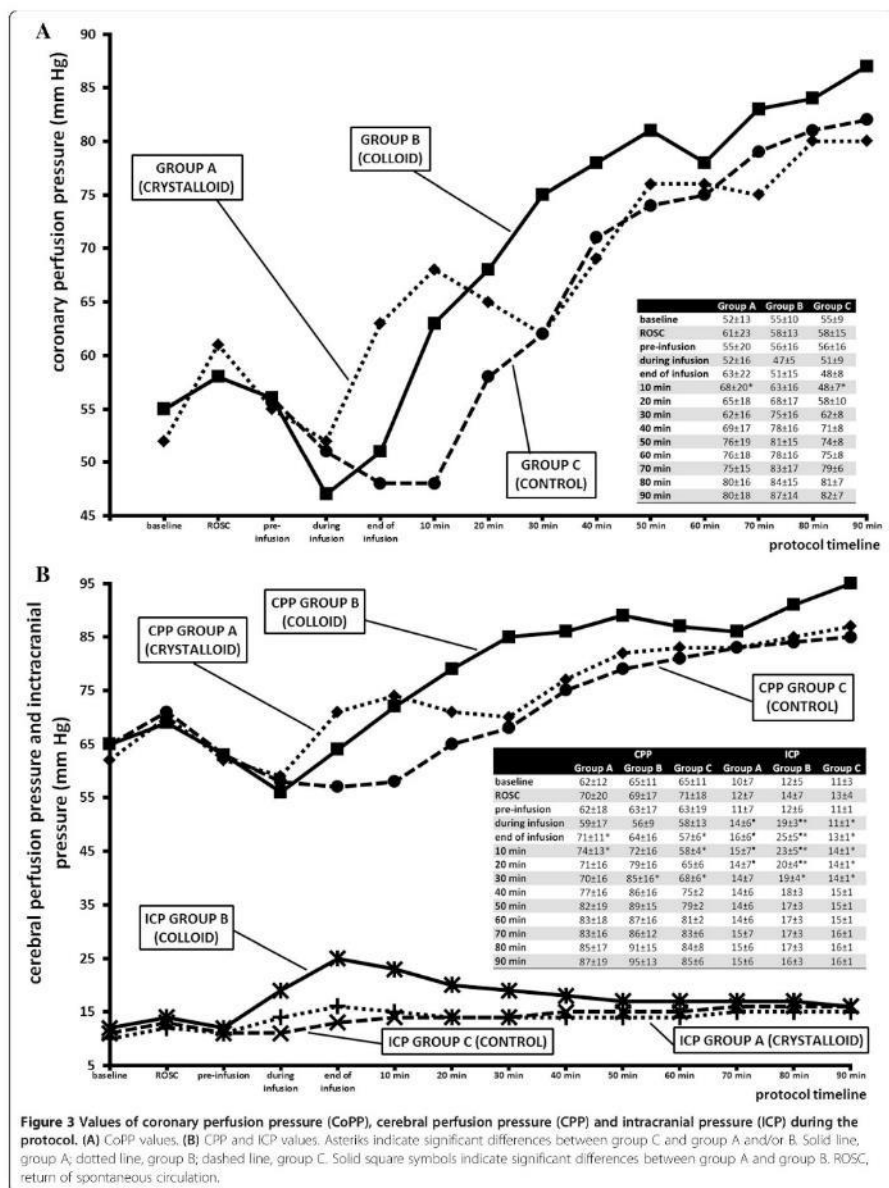 A
coronary perfusion pressure (mm Hg)
90
85
80
75
70
65
60
55
50
45
GROUP A
(CRYSTALLOID)
GROUP B
(COLLOID)
GROUP C
(CONTROL)
Group A Group B Group C
baseline 52±13 55±10 55±9
ROSC 61±23 58±13 58±15
pre-infusion 55±20 56±16 56±16
during infusion 52±16 47±5 51±9
end of infusion 63±22 51±15 48±8
10 min 68±20* 63±16 48±7*
20 min 65±18 68±17 58±10
30 min 62±16 75±16 62±8
40 min 69±17 78±16 71±8
50 min 76±19 81±15 74±8
60 min 76±18 78±16 75±8
70 min 75±15 83±17 79±6
80 min 80±16 84±15 81±7
90 min 80±18 87±14 82±7
baseline ROSC pre-infusion during infusion end of infusion 10 min 20 min 30 min 40 min 50 min 60 min 70 min 80 min 90 min
protocol timeline
B
cerebral perfusion pressure and inctracranial
pressure (mm Hg)
95
85
75
65
55
45
35
25
15
5
CPP GROUP A
(CRYSTALLOID)
CPP GROUP B
(COLLOID)
CPP GROUP C
(CONTROL)
ICP GROUP B
(COLLOID)
ICP GROUP C (CONTROL)
ICP GROUP A (CRYSTALLOID)
CPP ICP
Group A Group B Group C Group A Group B Group C
baseline 62±12 65±11 65±11 10±7 12±5 11±3
ROSC 70±20 69±17 71±18 12±7 14±7 13±4
pre-infusion 62±18 63±17 63±19 11±7 12±6 11±1
during infusion 59±17 56±9 58±13 14±6▪ 19±3▪* 11±1*
end of infusion 71±11* 64±16 57±6* 16±6▪ 25±5▪* 13±1*
10 min 74±13* 72±16 58±4* 15±7▪ 23±5▪* 14±1*
20 min 71±16 79±16 65±6 14±7▪ 20±4▪* 14±1*
30 min 70±16 85±16* 68±6* 14±7 19±4* 14±1*
40 min 77±16 86±16 75±2 14±6 18±3 15±1
50 min 82±19 89±15 79±2 14±6 17±3 15±1
60 min 83±18 87±16 81±2 14±6 17±3 15±1
70 min 83±16 86±12 83±6 15±7 17±3 16±1
80 min 85±17 91±15 84±8 15±6 17±3 16±1
90 min 87±19 95±13 85±6 15±6 16±3 16±1
baseline ROSC pre-infusion during infusion end of infusion 10 min 20 min 30 min 40 min 50 min 60 min 70 min 80 min 90 min
protocol timeline
Figure 3 Values of coronary perfusion pressure (CoPP), cerebral perfusion pressure (CPP) and intracranial pressure (ICP) during the
protocol. (A) CoPP values. (B) CPP and ICP values. Asteriks indicate significant differences between group C and group A and/or B. Solid line,
group A; dotted line, group B; dashed line, group C. Solid square symbols indicate significant differences between group A and group B. ROSC,
return of spontaneous circulation.